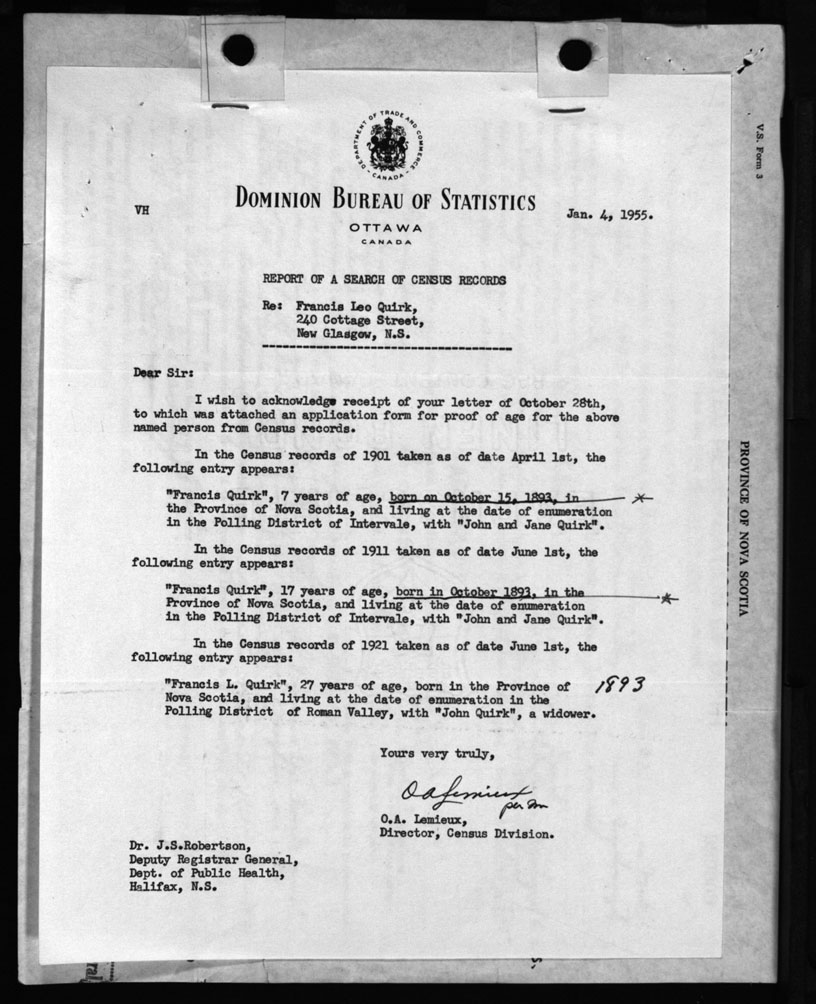 V.S. Form 3
DEPARTMENT OF TRADE AND COMMERCE
- CANADA -
VH
DOMINION BUREAU OF STATISTICS
Jan. 4, 1955.
OTTAWA
CANADA
REPORT OF A SEARCH OF CENSUS RECORDS
Re: Francis Leo Quirk,
240 Cottage Street,
New Glasgow, N.S.
Dear Sir:
I wish to acknowledge receipt of your letter of October 28th,
to which was attached an application form for proof of age for the above
named person from Census records.
In the Census records of 1901 taken as of date April 1st, the
following entry appears:
"Francis Quirk", 7 years of age, born on October 15, 1893, in
the Province of Nova Scotia, and living at the date of enumeration
in the Polling District of Intervale, with "John and Jane Quirk".
In the Census records of 1911 taken as of date June 1st, the
following entry appears:
"Francis Quirk", 17 years of age, born in October 1893, in the
Province of Nova Scotia, and living at the date of enumeration
in the Polling District of Intervale, with "John and Jane Quirk".
In the Census records of 1921 taken as of date June 1st, the
following entry appears:
"Francis L. Quirk", 27 years of age, born in the Province of 1893
Nova Scotia, and living at the date of enumeration in the
Polling District of Roman Valley, with "John Quirk", a widower.
PROVINCE OF NOVA SCOTIA
Yours very truly,
O A Lemieux
per
O.A. Lemieux,
Director, Census Division.
Dr. J.S.Robertson,
Deputy Registrar General,
Dept. of Public Health,
Halifax, N.S.